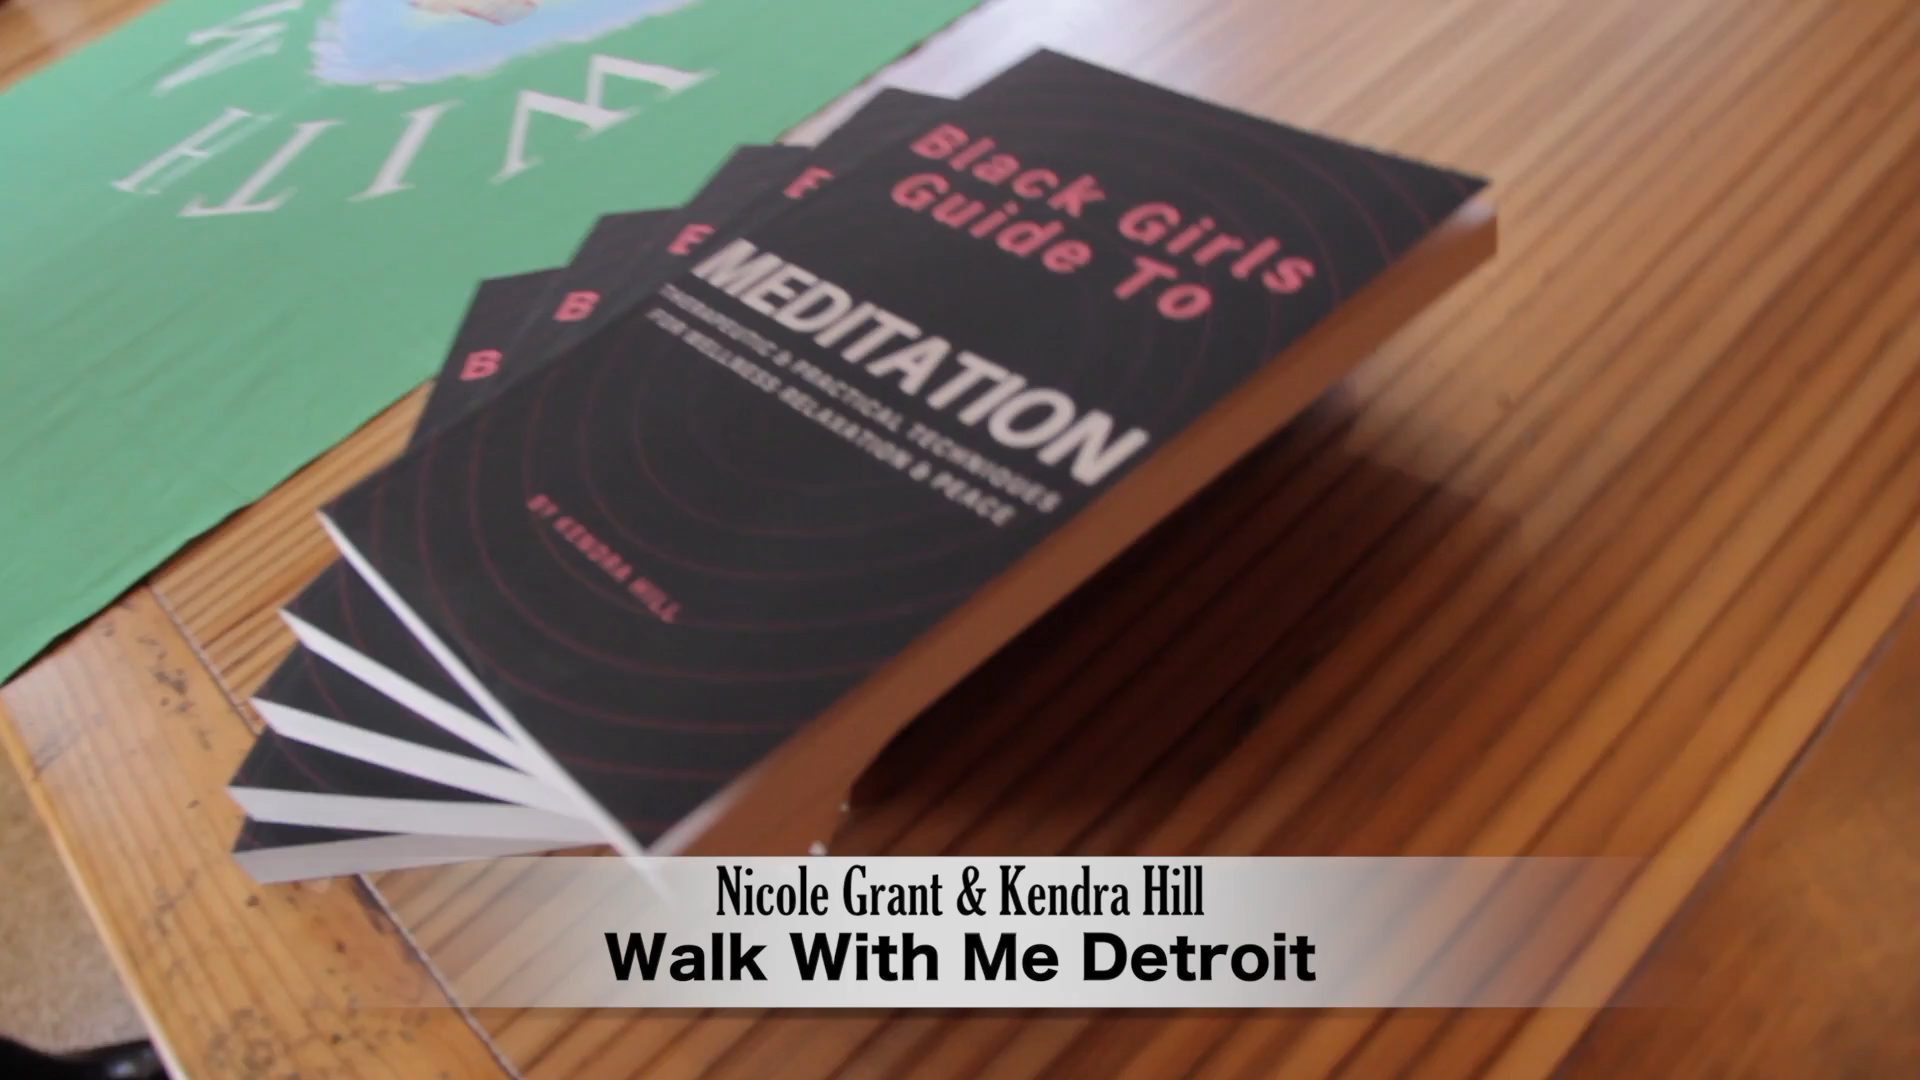 WITH
Black Girls
Guide To
MEDITATION
THERAPEUTIC & PRACTICAL TECHNIQUES
FOR WELLNESS RELAXATION & PEACE
BY KENDRA HILL
B
B
Nicole Grant & Kendra Hill
Walk With Me Detroit